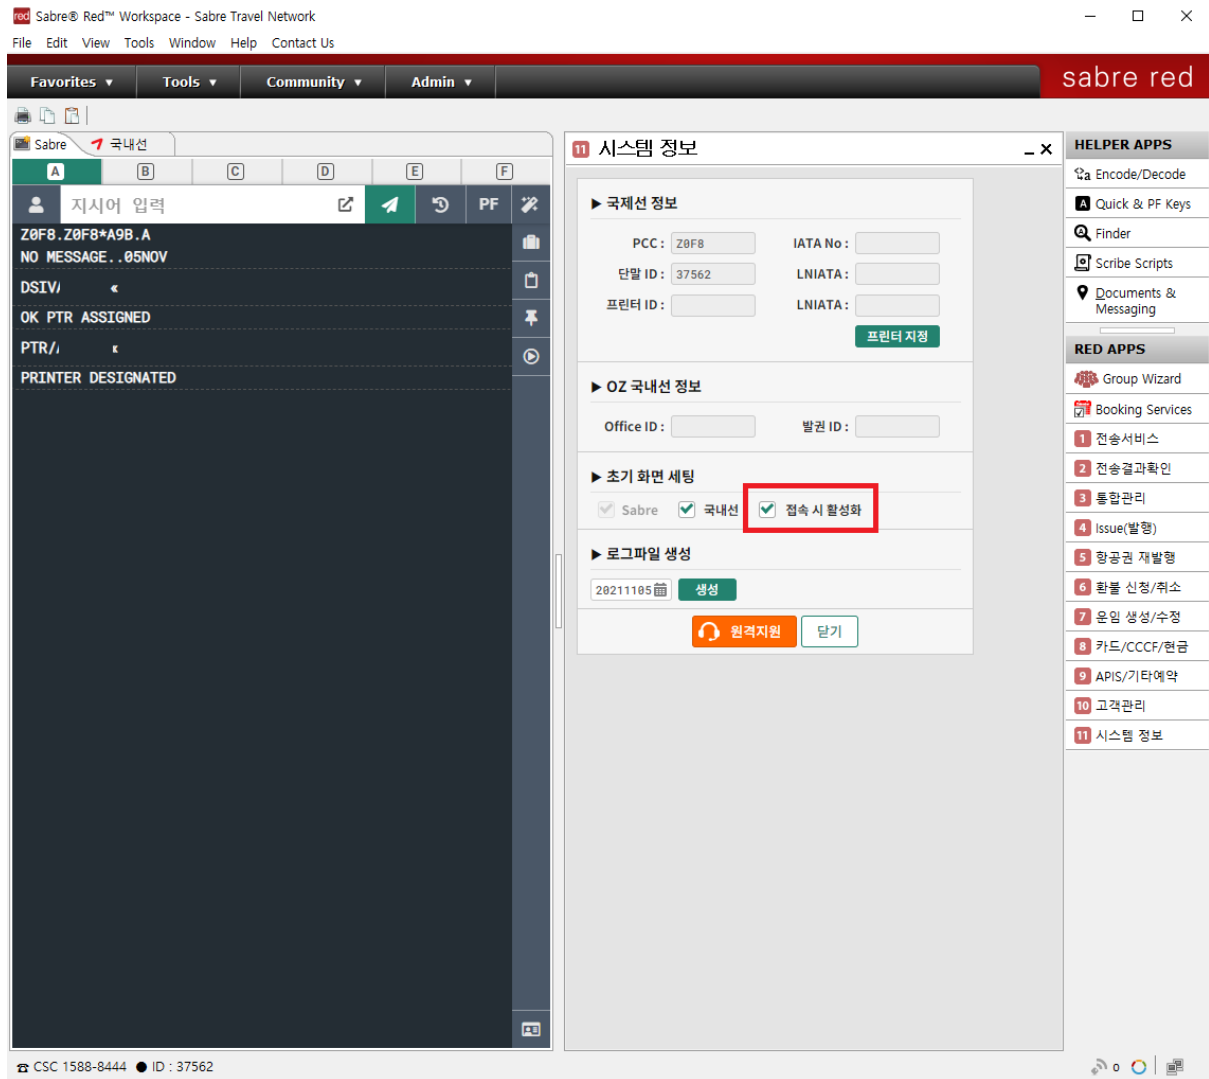 red Sabre® Red™ Workspace - Sabre Travel Network
File Edit View Tools Window Help Contact Us
Favorites ▼ Tools ▼ Community ▼ Admin ▼ sabre red
Sabre 국내선
A B C D E F
지시어 입력 PF
Z0F8.Z0F8*A9B.A
NO MESSAGE..05NOV
DSIV/ «
OK PTR ASSIGNED
PTR/
PRINTER DESIGNATED
11 시스템 정보
▶ 국제선 정보
PCC : Z0F8 IATA No :
단말 ID : 37562 LNIATA :
프린터 ID : LNIATA :
프린터 지정
▶ OZ 국내선 정보
Office ID : 발권 ID :
▶ 초기 화면 세팅
Sabre 국내선 접속 시 활성화
▶ 로그파일 생성
20211105 생성
원격지원 닫기
HELPER APPS
Encode/Decode
A Quick & PF Keys
Finder
Scribe Scripts
Documents &
Messaging
RED APPS
Group Wizard
Booking Services
1 전송서비스
2 전송결과확인
3 통합관리
4 Issue(발행)
5 항공권 재발행
6 환불 신청/취소
7 운임 생성/수정
8 카드/CCCF/현금
9 APIS/기타예약
10 고객관리
11 시스템 정보
CSC 1588-8444 ● ID : 37562